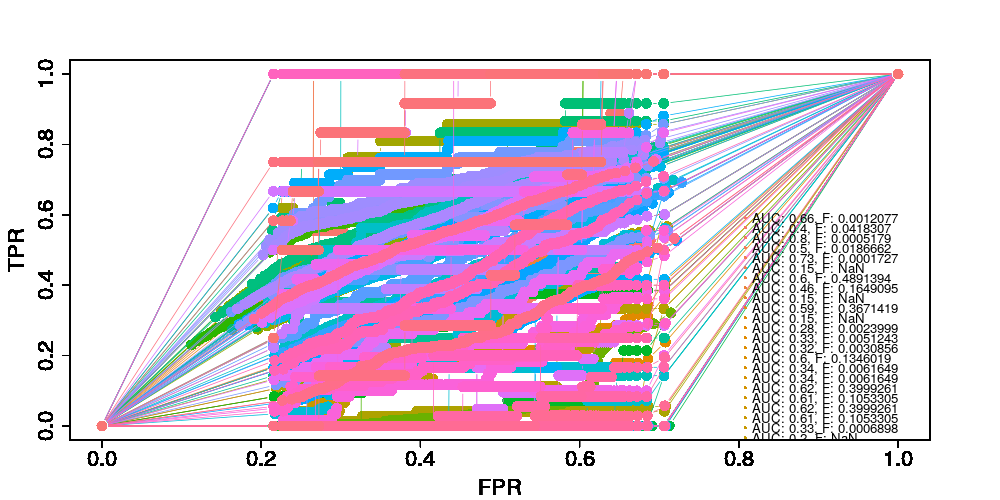 TPR
1.0
0.8
0.6
0.4
0.2
0.0
AUC: 0.66, F: 0.0012077
AUC: 0.4, F: 0.0418307
AUC: 0.8, F: 0.0005179
AUC: 0.5, F: 0.0186662
AUC: 0.73, F: 0.0001727
AUC: 0.15, F: NaN
AUC: 0.6, F: 0.4891394
AUC: 0.46, F: 0.1649095
AUC: 0.15, F: NaN
AUC: 0.59, F: 0.3671419
AUC: 0.15, F: NaN
AUC: 0.28, F: 0.0023999
AUC: 0.33, F: 0.0051243
AUC: 0.32, F: 0.0030856
AUC: 0.6, F: 0.1346019
AUC: 0.34, F: 0.0061649
AUC: 0.34, F: 0.0061649
AUC: 0.62, F: 0.3999261
AUC: 0.61, F: 0.1053305
AUC: 0.62, F: 0.3999261
AUC: 0.61, F: 0.1053305
AUC: 0.33, F: 0.0006898
AUC: 0.2, F: NaN
0.0 0.2 0.4 0.6 0.8 1.0
FPR